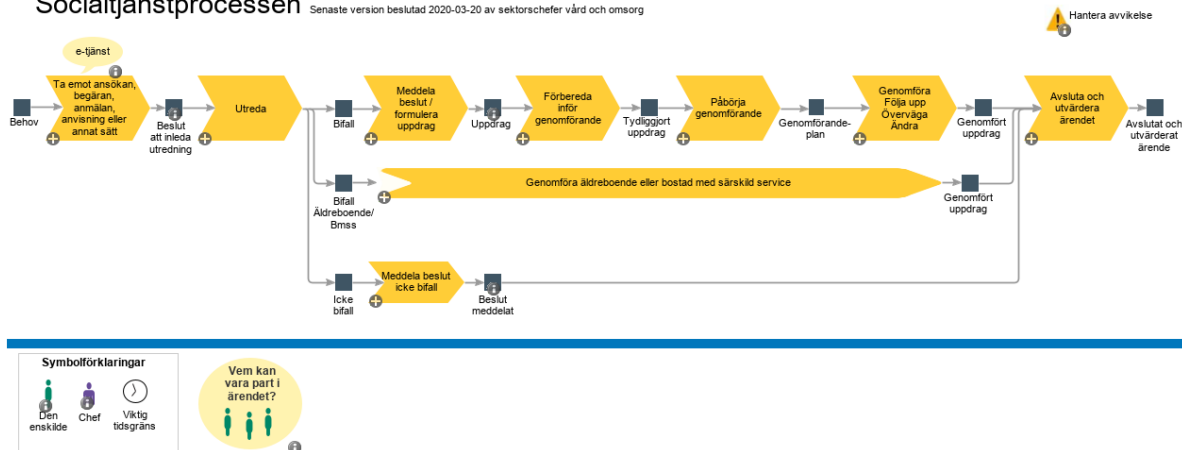 Socialtjänstprocessen Senaste version beslutad 2020-03-20 av sektorschefer vård och omsorg
Hantera avvikelse
e-tjänst
Behov
Ta emot ansökan,
begäran,
anmälan,
anvisning eller
annat sätt
Beslut
att inleda
utredning
Utreda
Bifall
Meddela
beslut /
formulera
uppdrag
Uppdrag
Förbereda
inför
genomförande
Tydliggjort
uppdrag
Påbörja
genomförande
Genomförande-
plan
Genomföra
Följa upp
Överväga
Ändra
Genomfört
uppdrag
Avsluta och
utvärdera
ärendet
Avslutat och
utvärderat
ärende
Bifall
Äldreboende/
Bmss
Genomföra äldreboende eller bostad med särskild service
Genomfört
uppdrag
Icke
bifall
Meddela beslut
icke bifall
Beslut
meddelat
Symbolförklaringar
Den
enskilde
Chef
Viktig
tidsgräns
Vem kan
vara part i
ärendet?